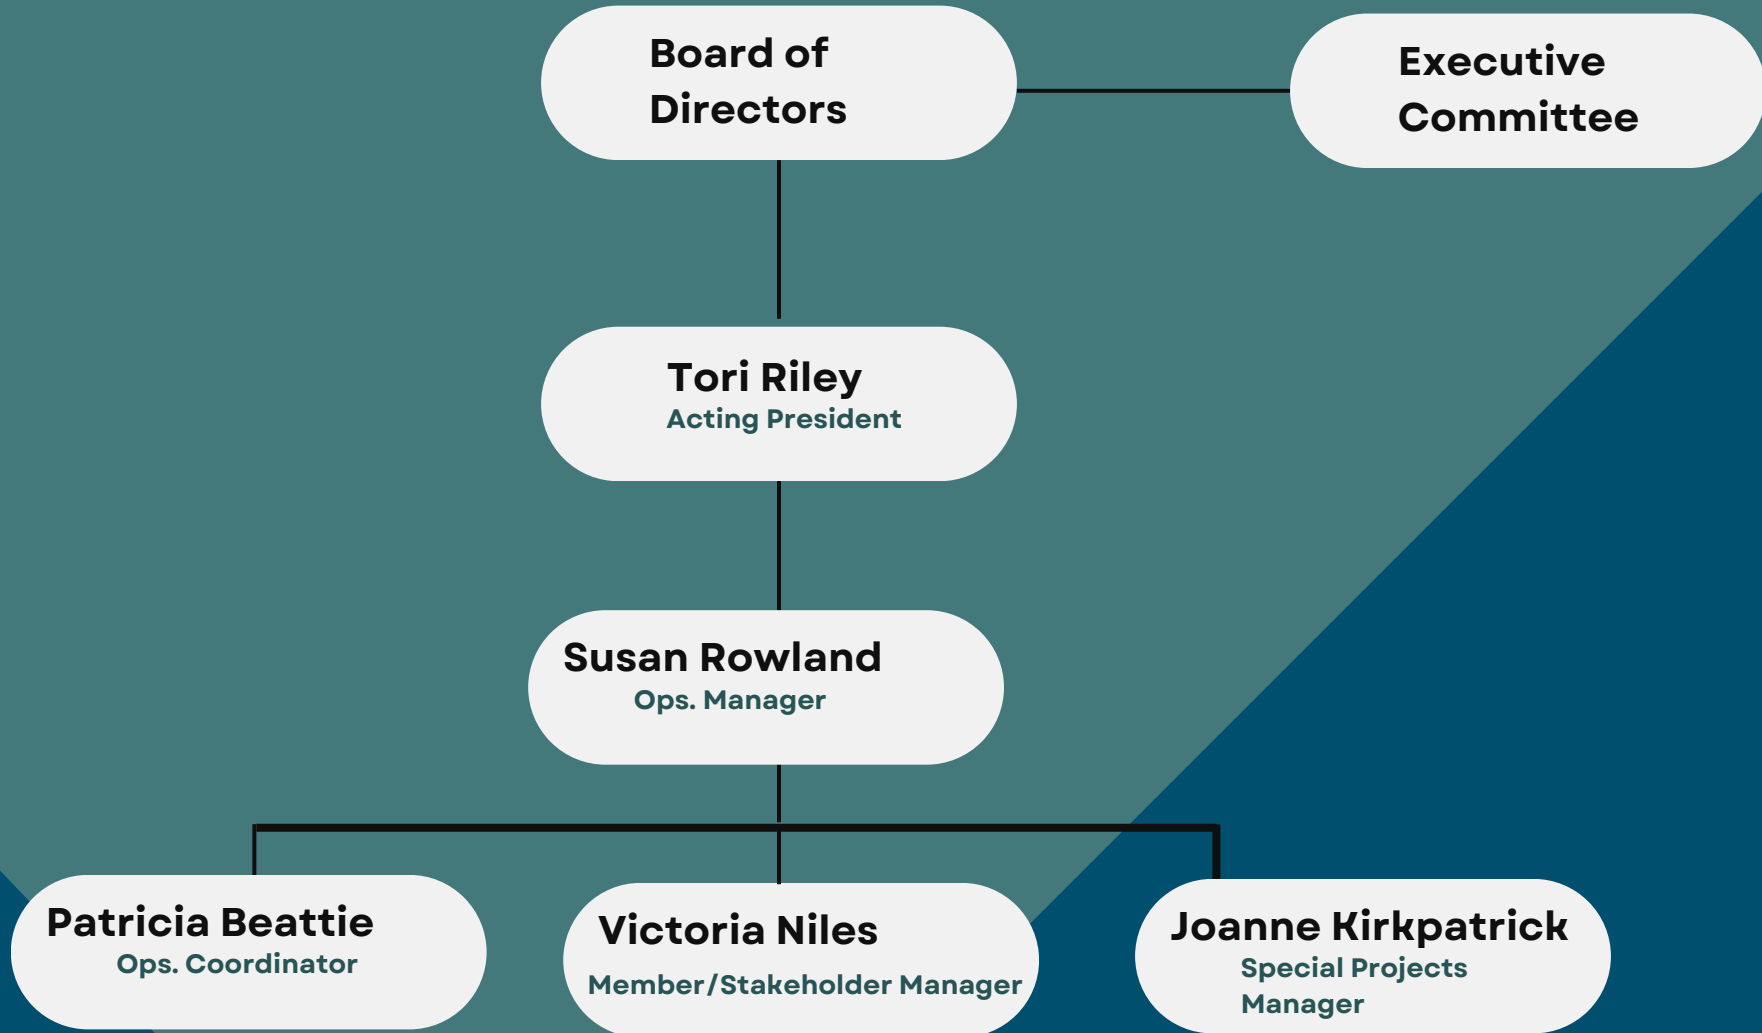 Board of
Directors
Executive
Committee
Tori Riley
Acting President
Susan Rowland
Ops. Manager
Patricia Beattie
Ops. Coordinator
Victoria Niles
Member/Stakeholder Manager
Joanne Kirkpatrick
Special Projects
Manager